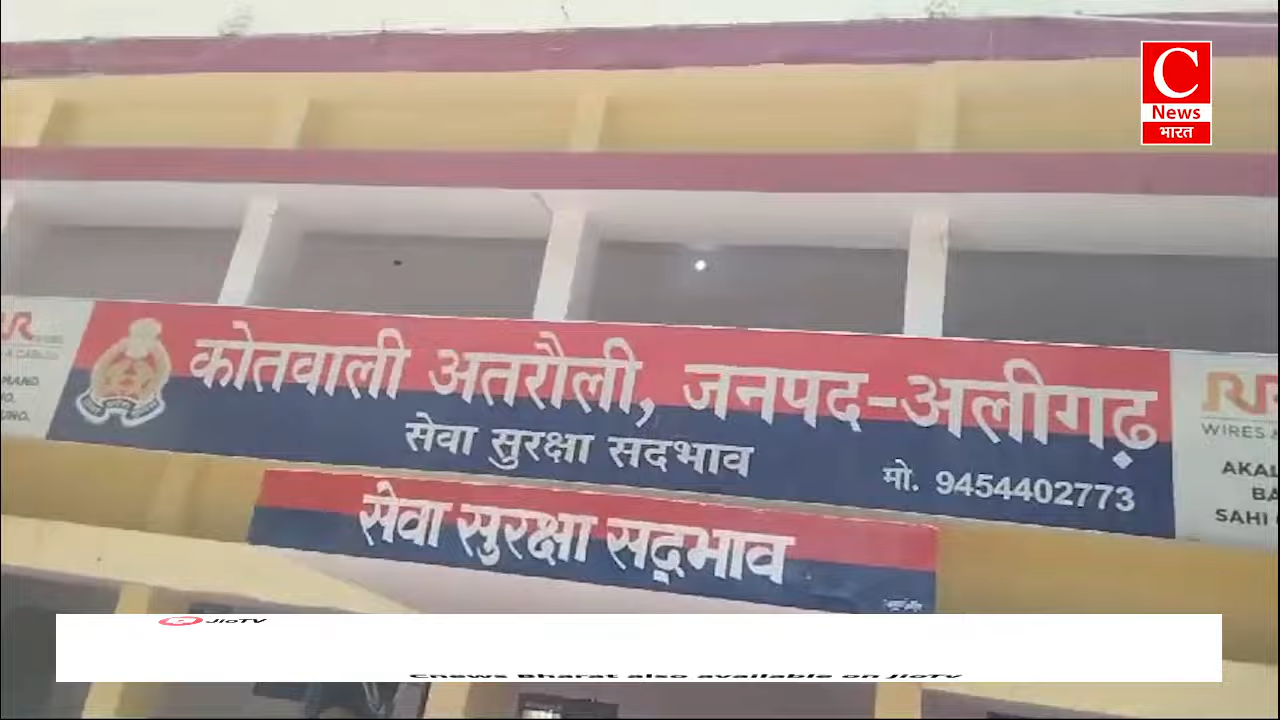 C
News
भारत
कोतवाली अतरौली, जनपद-अलीगढ़
सेवा सुरक्षा सदभाव
मो. 9454402773
सेवा सुरक्षा सद्भाव
WIRES
SAHI
JioTV
Cnews Bharat also available on JioTv